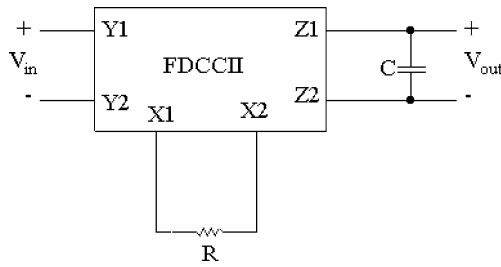 + Y1 Z1 +
V_in FDCCII C V_out
- Y2 Z2 -
X1 X2
R